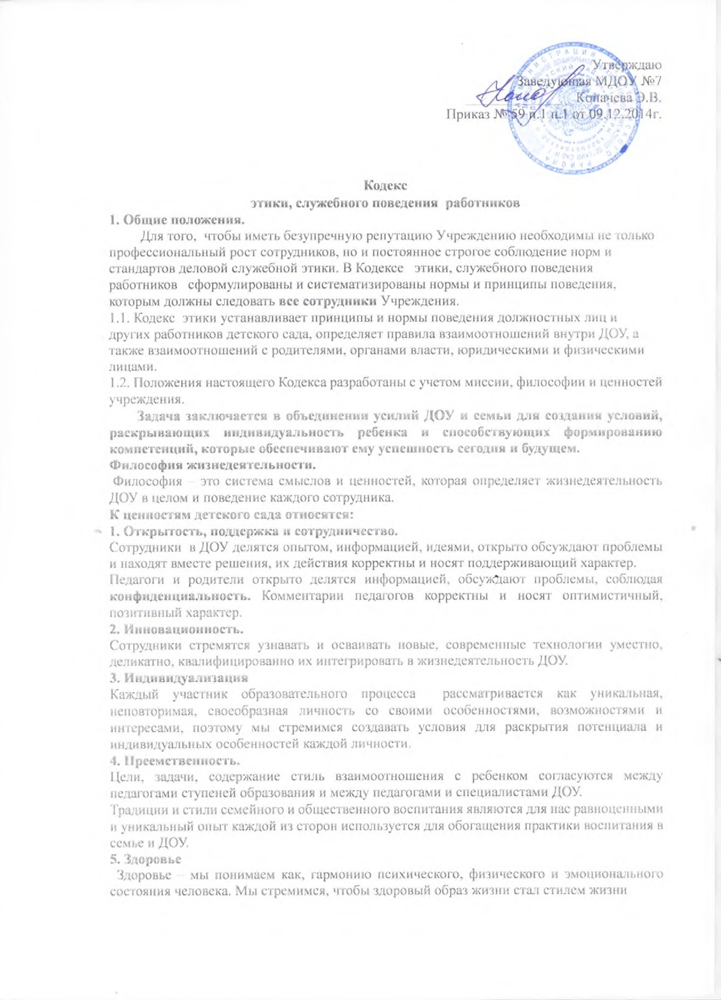 Утверждаю
Заведующая МДОУ №7
Копачева Э.В.
Приказ № 59 п.1 п.1 от 09.12.2014г.
Кодекс
этики, служебного поведения работников
1. Общие положения.
Для того, чтобы иметь безупречную репутацию Учреждению необходимы не только
профессиональный рост сотрудников, но и постоянное строгое соблюдение норм и
стандартов деловой служебной этики. В Кодексе этики, служебного поведения
работников сформулированы и систематизированы нормы и принципы поведения,
которым должны следовать все сотрудники Учреждения.
1.1. Кодекс этики устанавливает принципы и нормы поведения должностных лиц и
других работников детского сада, определяет правила взаимоотношений внутри ДОУ, а
также взаимоотношений с родителями, органами власти, юридическими и физическими
лицами.
1.2. Положения настоящего Кодекса разработаны с учетом миссии, философии и ценностей
учреждения.
Задача заключается в объединении усилий ДОУ и семьи для создания условий,
раскрывающих индивидуальность ребенка и способствующих формированию
компетенций, которые обеспечивают ему успешность сегодня и будущем.
Философия жизнедеятельности.
Философия – это система смыслов и ценностей, которая определяет жизнедеятельность
ДОУ в целом и поведение каждого сотрудника.
К ценностям детского сада относятся:
1. Открытость, поддержка и сотрудничество.
Сотрудники в ДОУ делятся опытом, информацией, идеями, открыто обсуждают проблемы
и находят вместе решения, их действия корректны и носят поддерживающий характер.
Педагоги и родители открыто делятся информацией, обсуждают проблемы, соблюдая
конфиденциальность. Комментарии педагогов корректны и носят оптимистичный,
позитивный характер.
2. Инновационность.
Сотрудники стремятся узнавать и осваивать новые, современные технологии уместно,
деликатно, квалифицированно их интегрировать в жизнедеятельность ДОУ.
3. Индивидуализация
Каждый участник образовательного процесса рассматривается как уникальная,
неповторимая, своеобразная личность со своими особенностями, возможностями и
интересами, поэтому мы стремимся создавать условия для раскрытия потенциала и
индивидуальных особенностей каждой личности.
4. Преемственность.
Цели, задачи, содержание стиль взаимоотношения с ребенком согласуются между
педагогами ступеней образования и между педагогами и специалистами ДОУ.
Традиции и стили семейного и общественного воспитания являются для нас равноценными
и уникальный опыт каждой из сторон используется для обогащения практики воспитания в
семье и ДОУ.
5. Здоровье
Здоровье – мы понимаем как, гармонию психического, физического и эмоционального
состояния человека. Мы стремимся, чтобы здоровый образ жизни стал стилем жизни